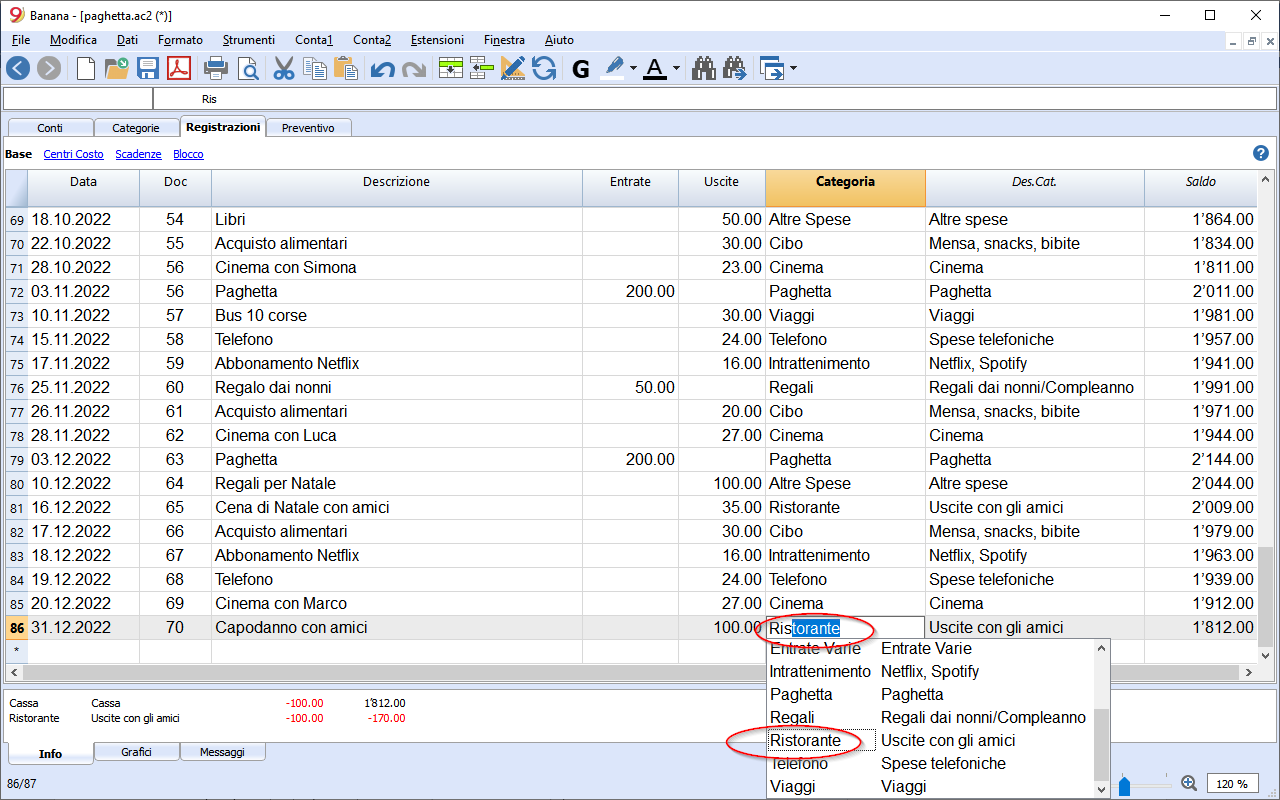 Banana - [paghetta.ac2 (*)]
File Modifica Dati Formato Strumenti Conta1 Conta2 Estensioni Finestra Aiuto
G A
Ris
Conti Categorie Registrazioni Preventivo
Base Centri Costo Scadenze Blocco ?
Data Doc Descrizione Entrate Uscite Categoria Des.Cat. Saldo
69 18.10.2022 54 Libri 50.00 Altre Spese Altre spese 1'864.00
70 22.10.2022 55 Acquisto alimentari 30.00 Cibo Mensa, snacks, bibite 1'834.00
71 28.10.2022 56 Cinema con Simona 23.00 Cinema Cinema 1'811.00
72 03.11.2022 56 Paghetta 200.00 Paghetta Paghetta 2'011.00
73 10.11.2022 57 Bus 10 corse 30.00 Viaggi Viaggi 1'981.00
74 15.11.2022 58 Telefono 24.00 Telefono Spese telefoniche 1'957.00
75 17.11.2022 59 Abbonamento Netflix 16.00 Intrattenimento Netflix, Spotify 1'941.00
76 25.11.2022 60 Regalo dai nonni 50.00 Regali Regali dai nonni/Compleanno 1'991.00
77 26.11.2022 61 Acquisto alimentari 20.00 Cibo Mensa, snacks, bibite 1'971.00
78 28.11.2022 62 Cinema con Luca 27.00 Cinema Cinema 1'944.00
79 03.12.2022 63 Paghetta 200.00 Paghetta Paghetta 2'144.00
80 10.12.2022 64 Regali per Natale 100.00 Altre Spese Altre spese 2'044.00
81 16.12.2022 65 Cena di Natale con amici 35.00 Ristorante Uscite con gli amici 2'009.00
82 17.12.2022 66 Acquisto alimentari 30.00 Cibo Mensa, snacks, bibite 1'979.00
83 18.12.2022 67 Abbonamento Netflix 16.00 Intrattenimento Netflix, Spotify 1'963.00
84 19.12.2022 68 Telefono 24.00 Telefono Spese telefoniche 1'939.00
85 20.12.2022 69 Cinema con Marco 27.00 Cinema Cinema 1'912.00
86 31.12.2022 70 Capodanno con amici 100.00 Ristorante Uscite con gli amici 1'812.00
*
Entrate Varie Entrate Varie
Intrattenimento Netflix, Spotify
Paghetta Paghetta
Regali Regali dai nonni/Compleanno
Ristorante Uscite con gli amici
Telefono Spese telefoniche
Viaggi Viaggi
Cassa Cassa -100.00 1'812.00
Ristorante Uscite con gli amici -100.00 -170.00
Info Grafici Messaggi
86/87 120 %